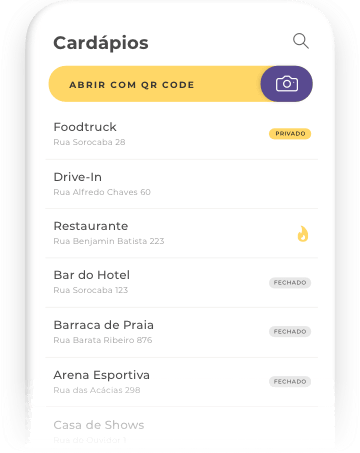 Cardápios
ABRIR COM QR CODE
Foodtruck
PRIVADO
Rua Sorocaba 28
Drive-In
Rua Alfredo Chaves 60
Restaurante
Rua Benjamin Batista 223
Bar do Hotel
FECHADO
Rua Sorocaba 123
Barraca de Praia
FECHADO
Rua Barata Ribeiro 876
Arena Esportiva
FECHADO
Rua das Acácias 298
Casa de Shows